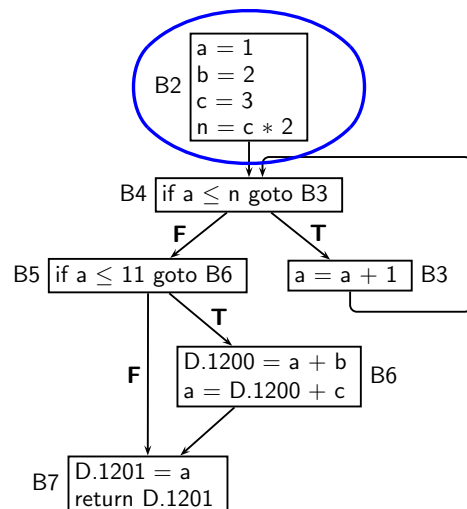 B2
a = 1
b = 2
c = 3
n = c * 2
B4 if a ≤ n goto B3
F T
B5 if a ≤ 11 goto B6
a = a + 1 B3
T
F
D.1200 = a + b
a = D.1200 + c
B6
B7
D.1201 = a
return D.1201